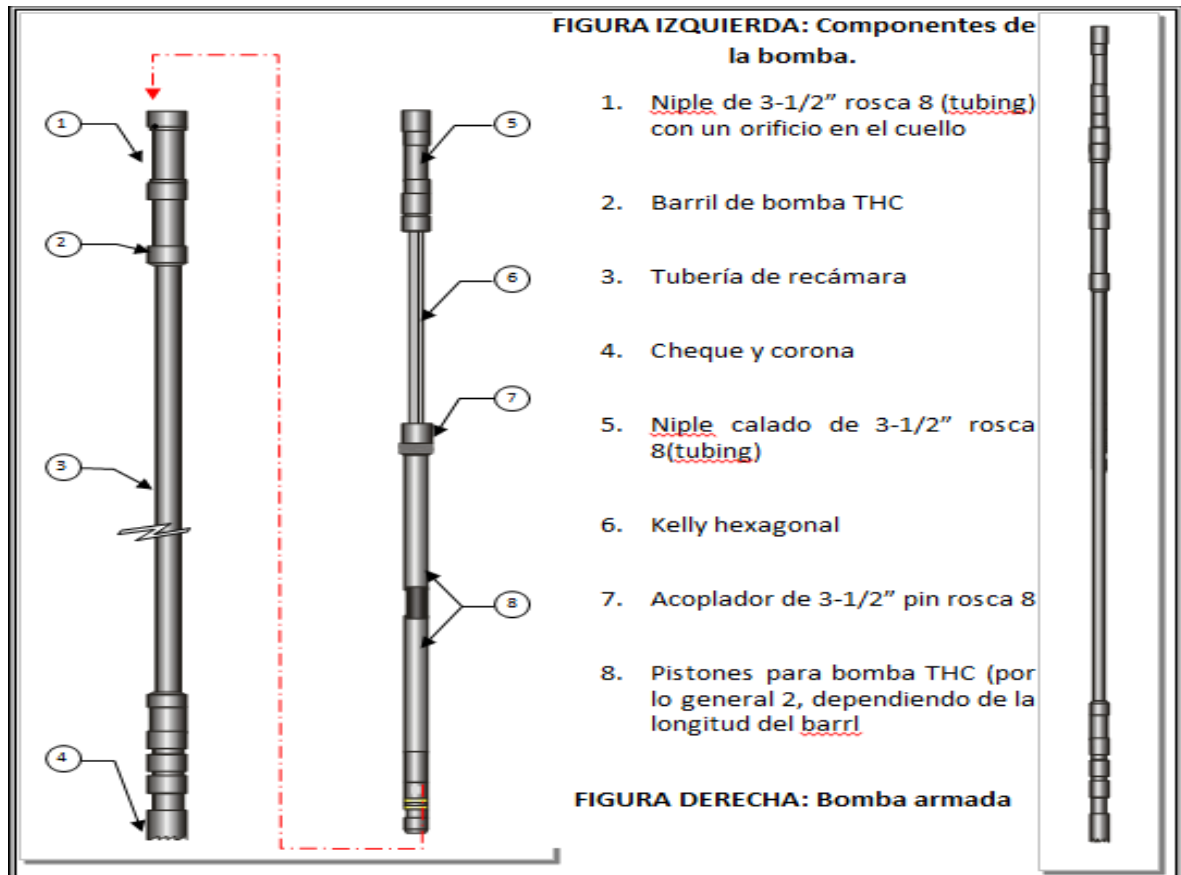 FIGURA IZQUIERDA: Componentes de
la bomba.
1. Niple de 3-1/2” rosca 8 (tubing)
con un orificio en el cuello
2. Barril de bomba THC
3. Tubería de recámara
4. Cheque y corona
5. Niple calado de 3-1/2” rosca
8(tubing)
6. Kelly hexagonal
7. Acoplador de 3-1/2” pin rosca 8
8. Pistones para bomba THC (por
lo general 2, dependiendo de la
longitud del barrl
FIGURA DERECHA: Bomba armada
1
2
3
4
5
6
7
8